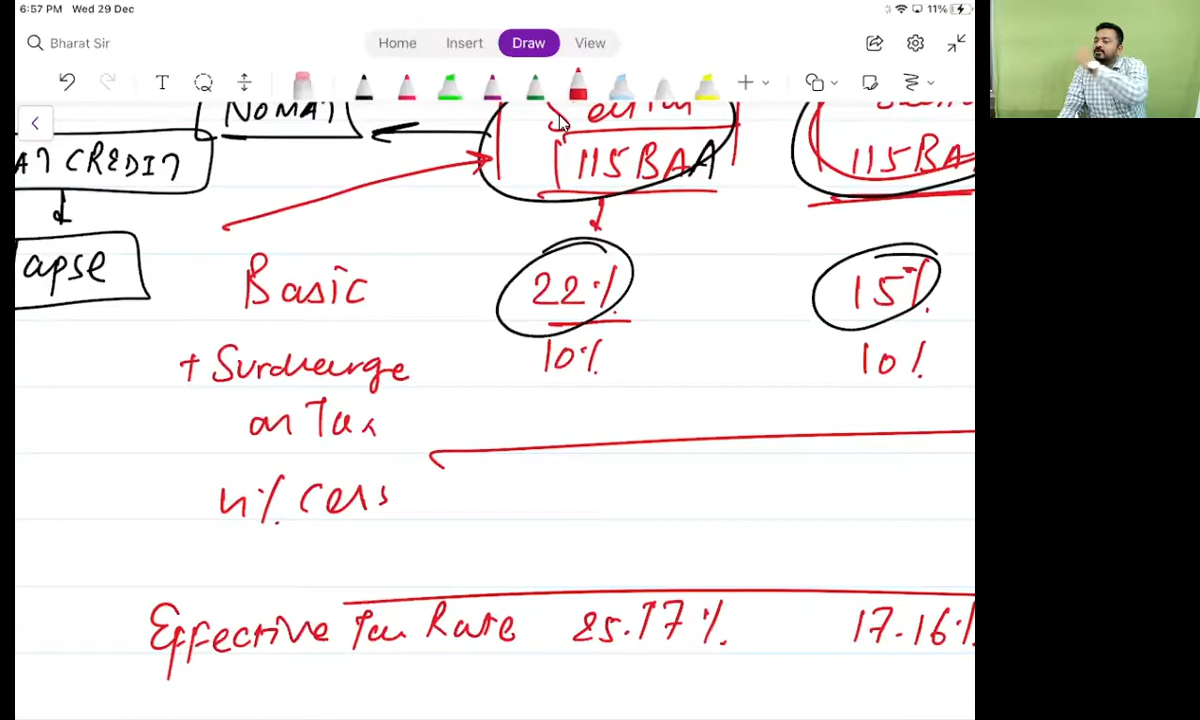 6:57 PM Wed 29 Dec
11%
Bharat Sir
Home Insert Draw View
NOMAT
AT CREDIT
115BAA
115BA
apse
Basic 22% 15%
+ Surcharge 10% 10%
on Tax
4% Cess
Effective Tax Rate 25.17% 17.16%